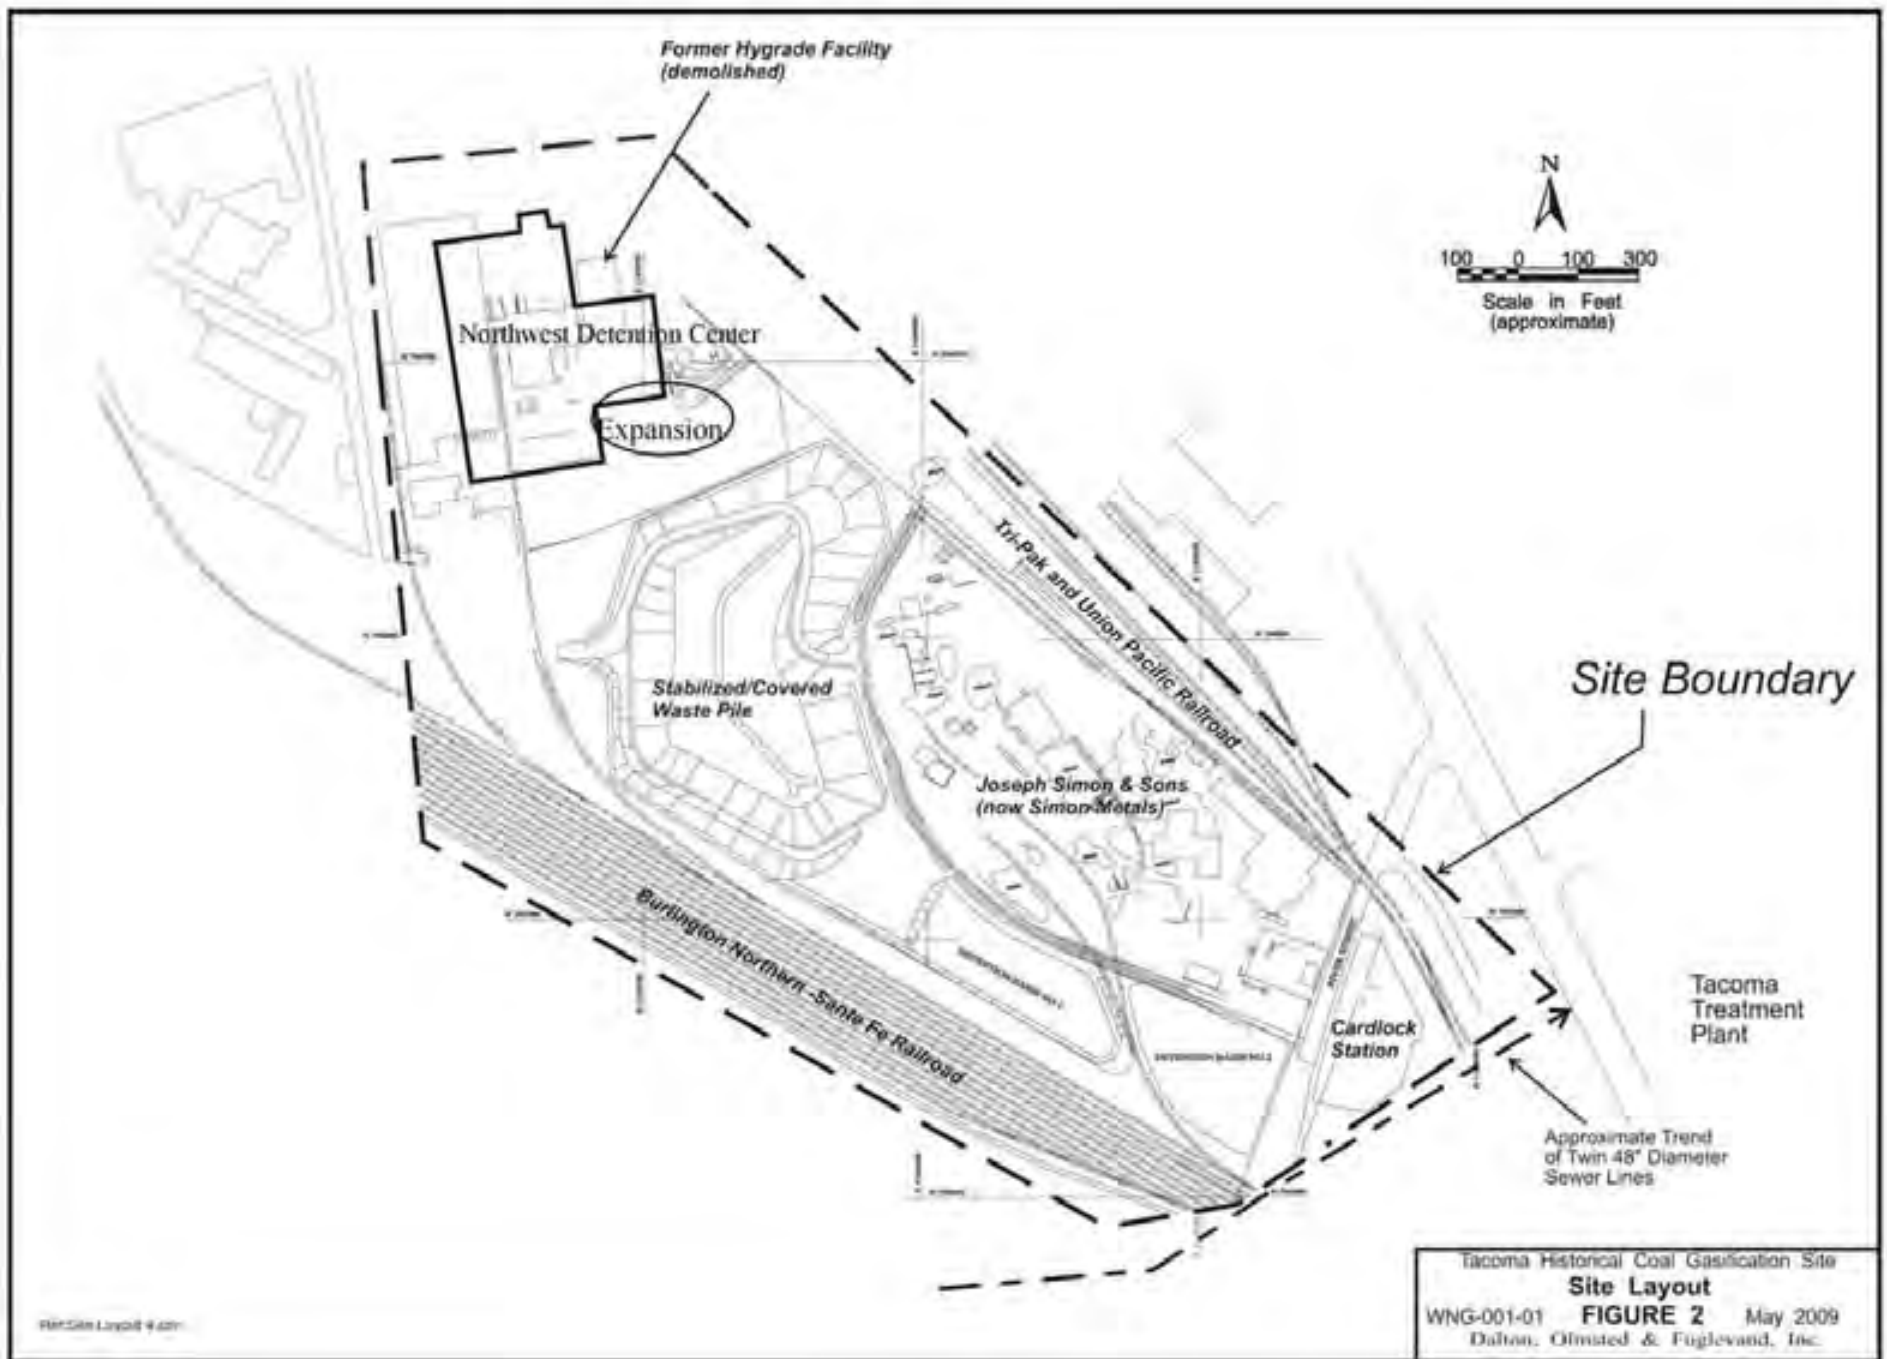 Former Hygrade Facility
(demolished)
N
100 0 100 300
Scale in Feet
(approximate)
Northwest Detention Center
Expansion
Tri-Pak and Union Pacific Railroad
Site Boundary
Stabilized/Covered
Waste Pile
Joseph Simon & Sons
(now Simon Metals)
Burlington Northern -Sante Fe Railroad
Cardlock
Station
Tacoma
Treatment
Plant
Approximate Trend
of Twin 48" Diameter
Sewer Lines
Tacoma Historical Coal Gasification Site
Site Layout
WNG-001-01 FIGURE 2 May 2009
Dalton, Olmsted & Fuglevand, Inc.